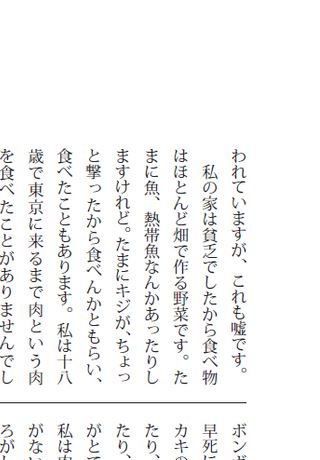 われていますが、これも嘘です。
私の家は貧乏でしたから食べ物
はほとんど畑で作る野菜です。た
まに魚、熱帯魚なんかあったりし
ますけれど。たまにキジが、ちょっ
と撃ったから食べんかともらい、
食べたこともあります。私は十八
歳で東京に来るまで肉という肉
を食べたことがありませんでし
ボンボ
早死に
カキの
たり、
たり、
がとて
私は肉
がない
ろがし